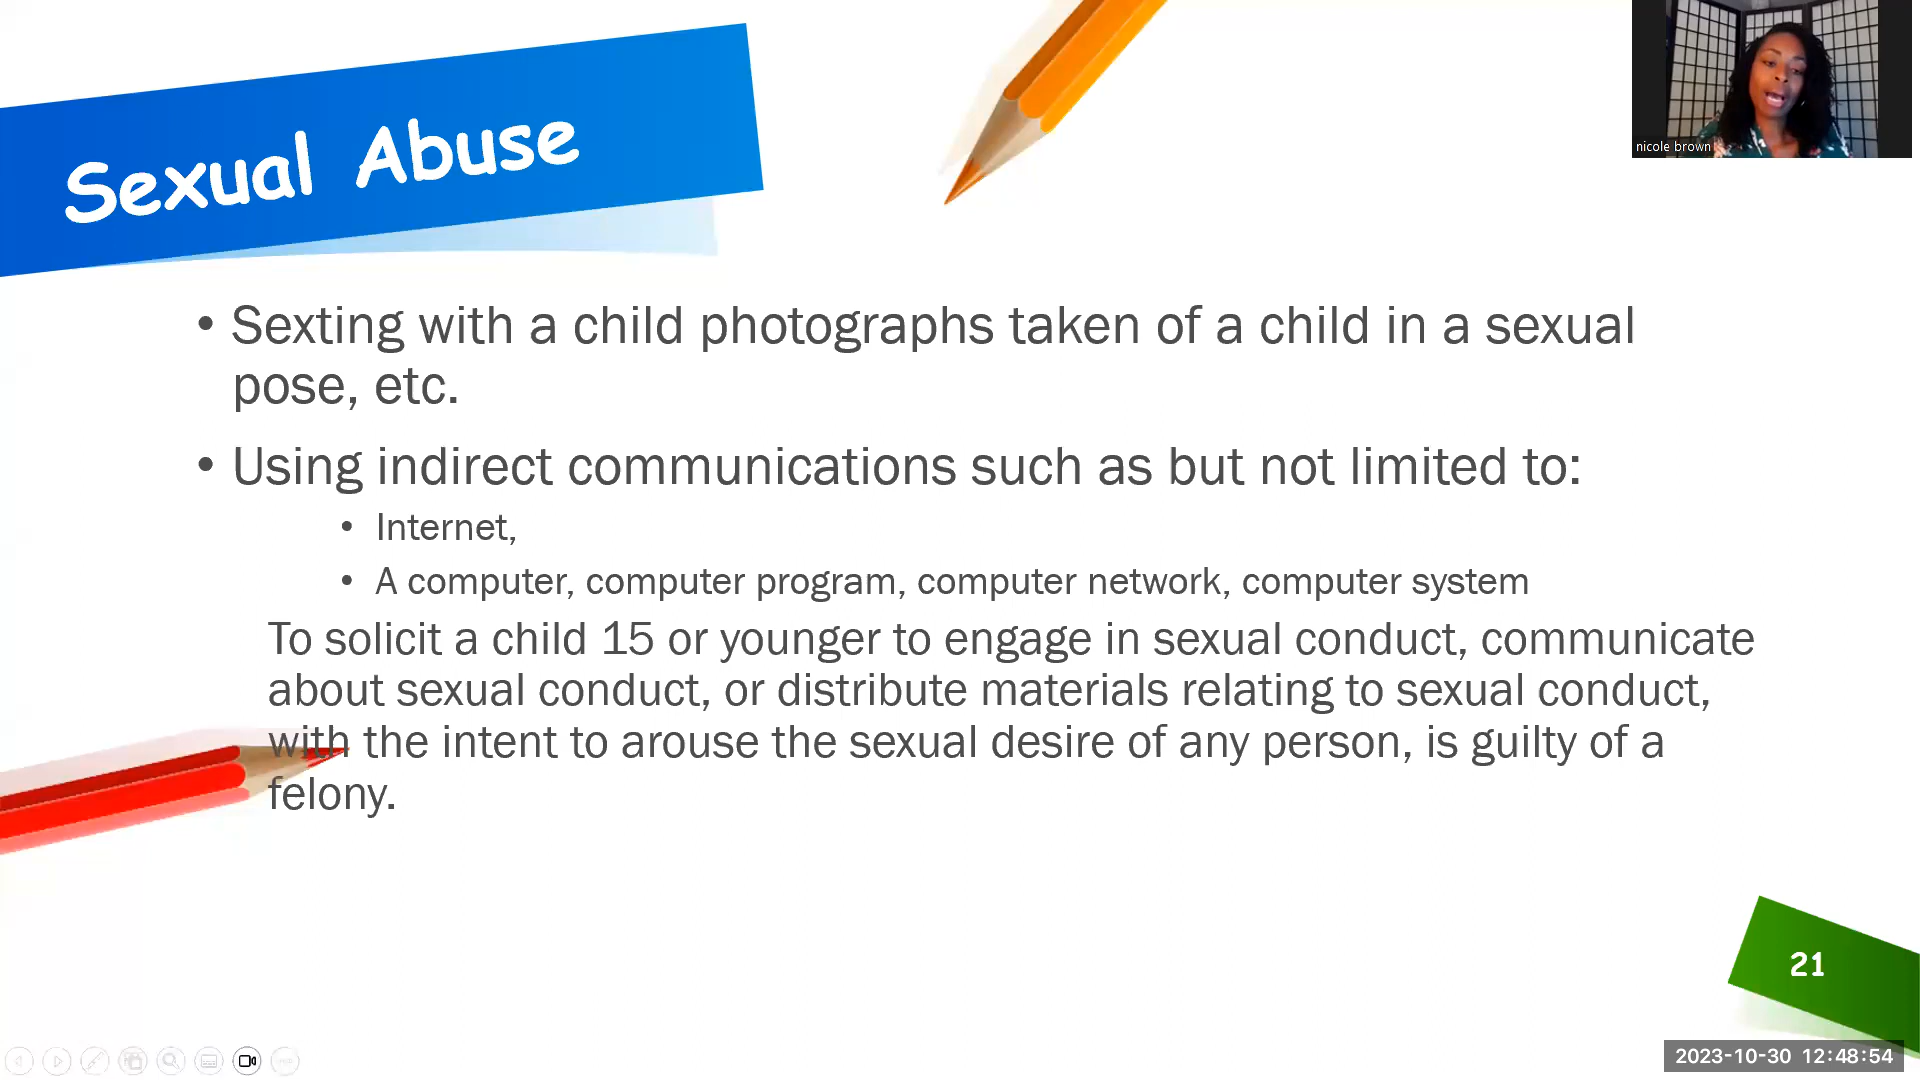 Sexual Abuse
nicole brown
• Sexting with a child photographs taken of a child in a sexual
pose, etc.
• Using indirect communications such as but not limited to:
• Internet,
• A computer, computer program, computer network, computer system
To solicit a child 15 or younger to engage in sexual conduct, communicate
about sexual conduct, or distribute materials relating to sexual conduct,
with the intent to arouse the sexual desire of any person, is guilty of a
felony.
21
2023-10-30 12:48:54